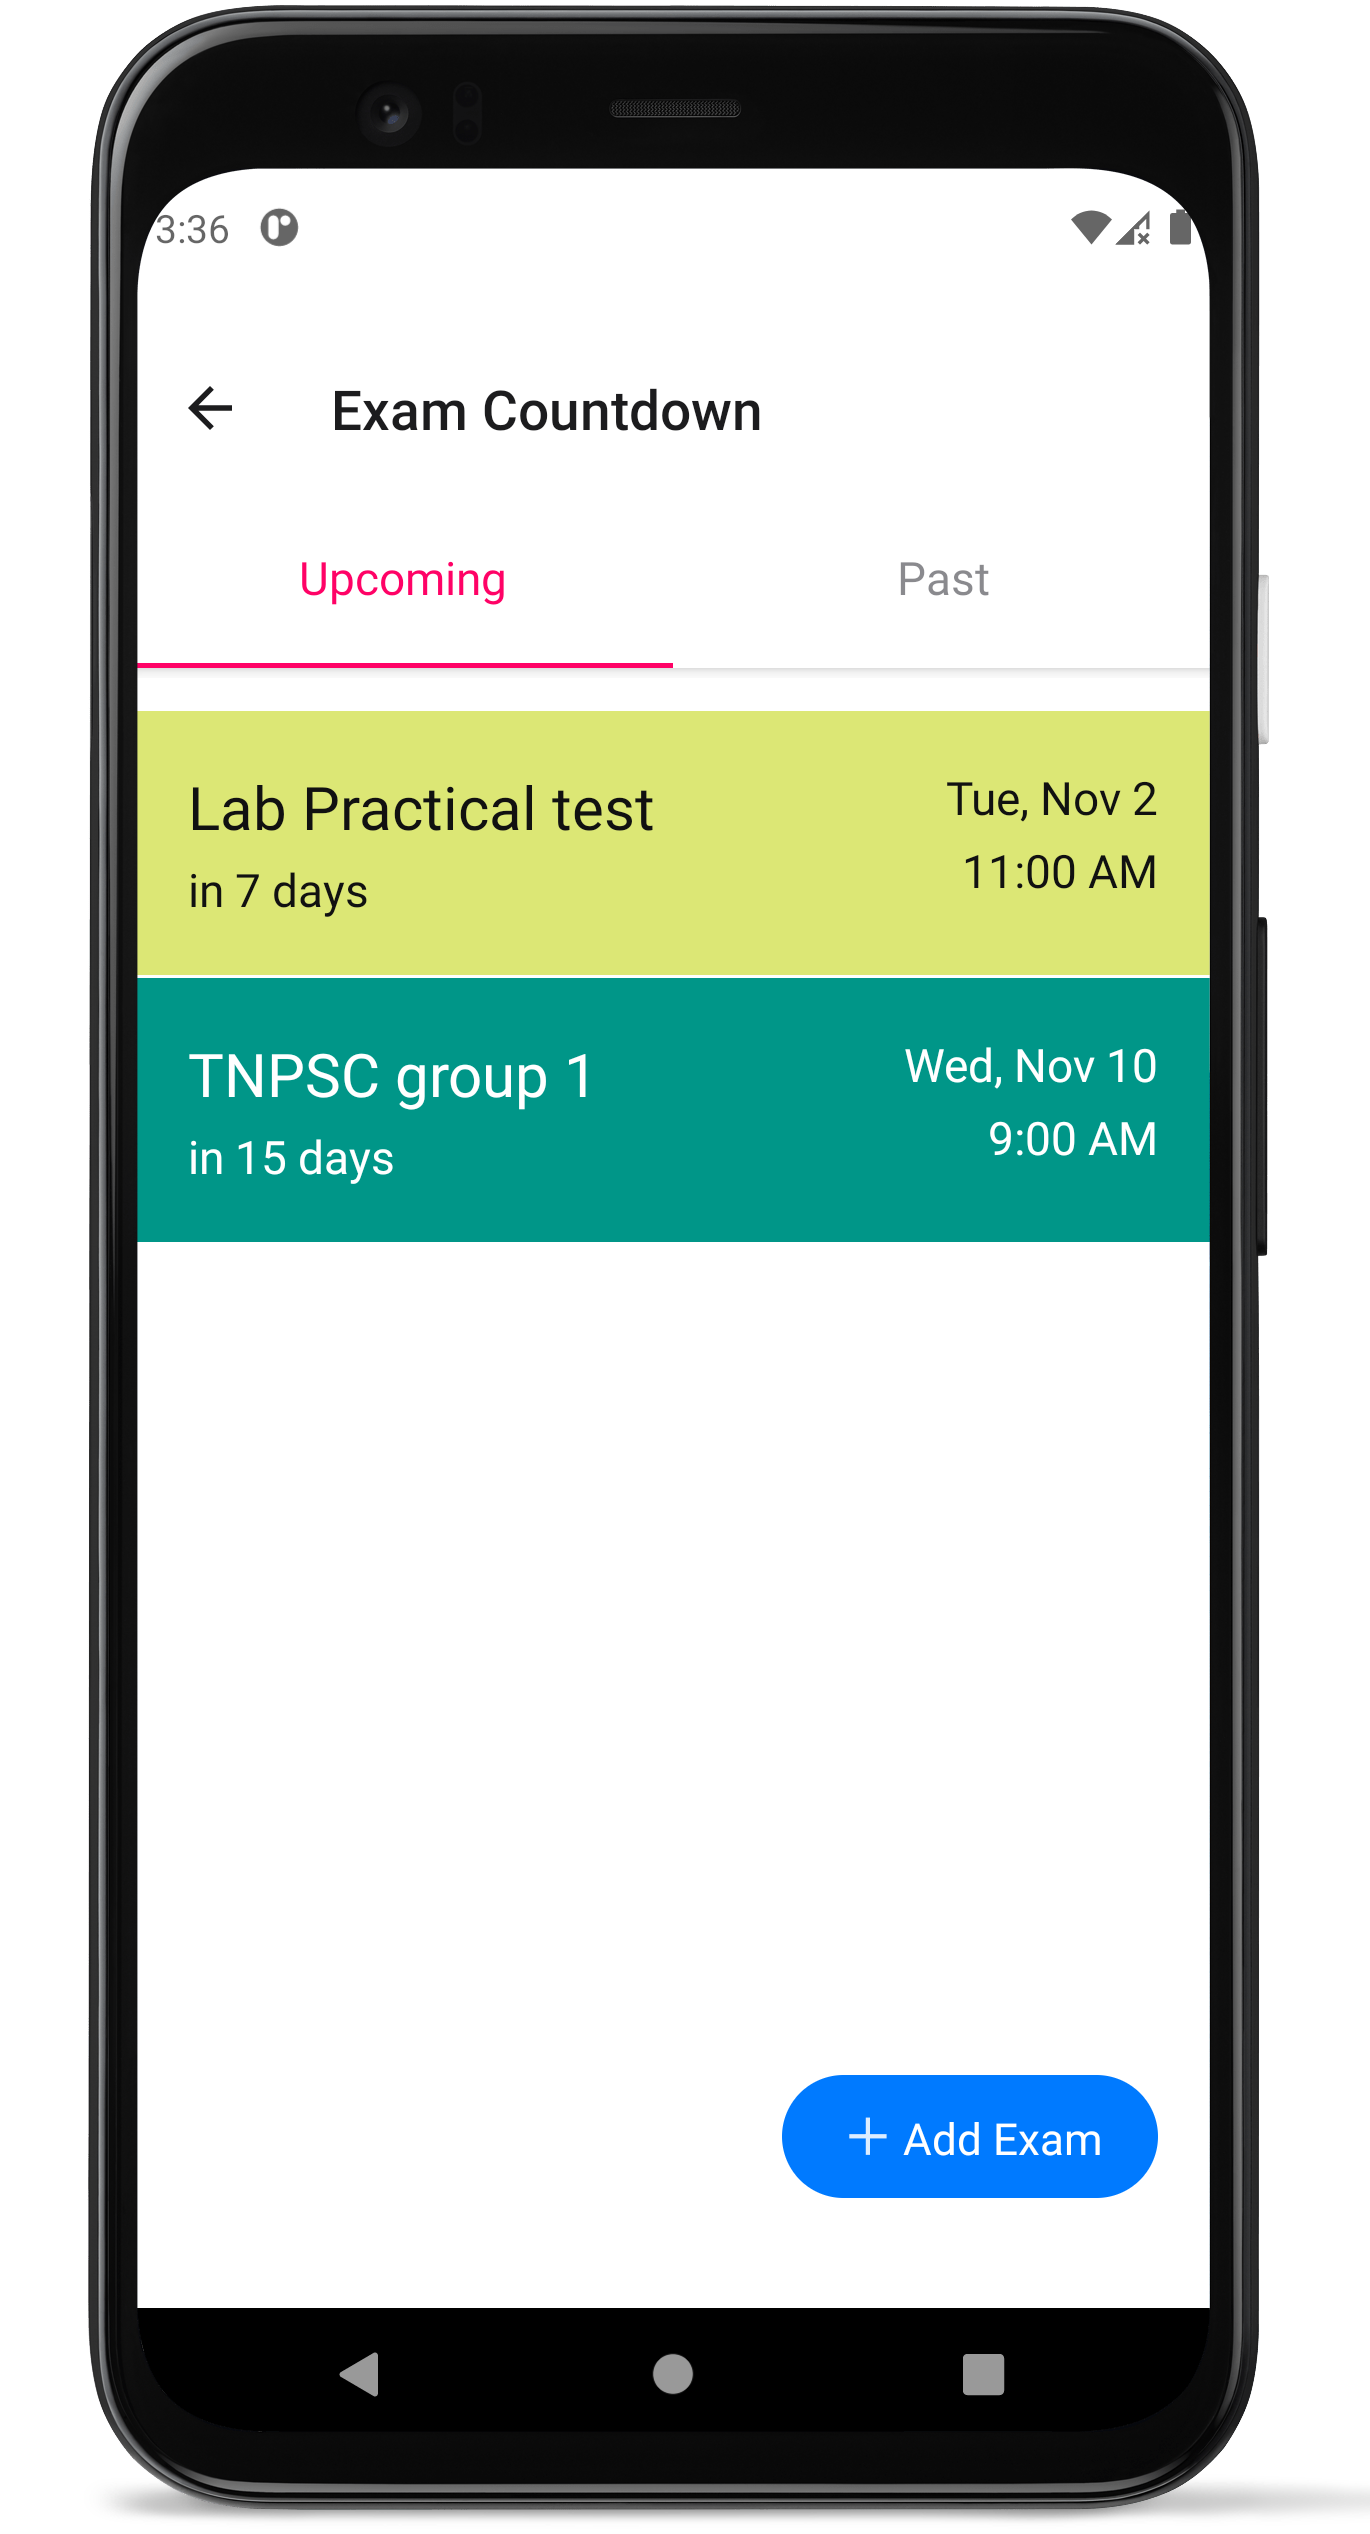 3:36
Exam Countdown
Upcoming
Past
Lab Practical test
Tue, Nov 2
in 7 days
11:00 AM
TNPSC group 1
Wed, Nov 10
in 15 days
9:00 AM
+ Add Exam